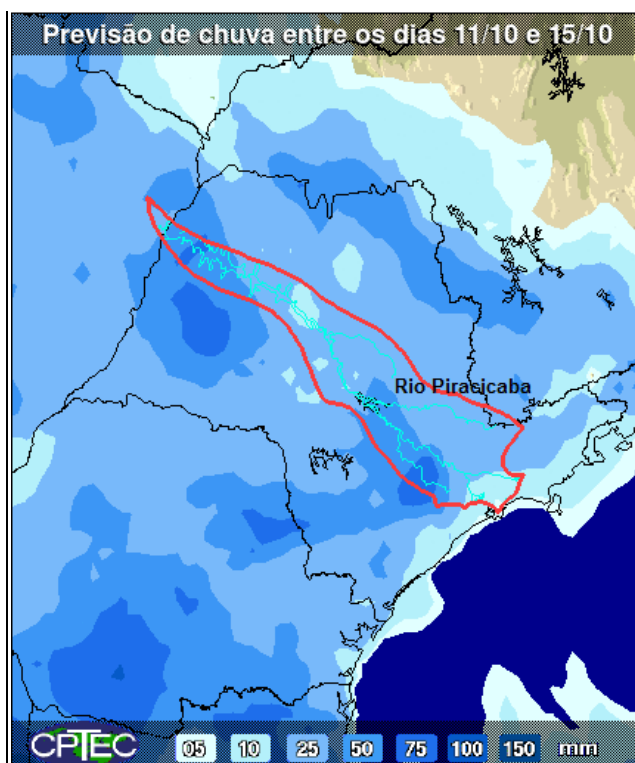 Previsão de chuva entre os dias 11/10 e 15/10
Rio Piracicaba
CPTEC 05 10 25 50 75 100 150 mm